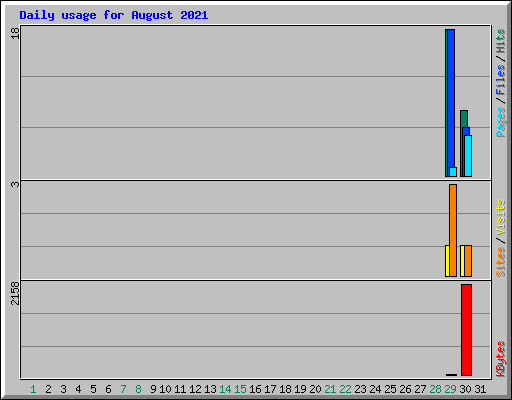 Daily usage for August 2021
18
3
2158
Pages/Files/Hits
Sites/Visits
KBytes
1 2 3 4 5 6 7 8 9 10 11 12 13 14 15 16 17 18 19 20 21 22 23 24 25 26 27 28 29 30 31